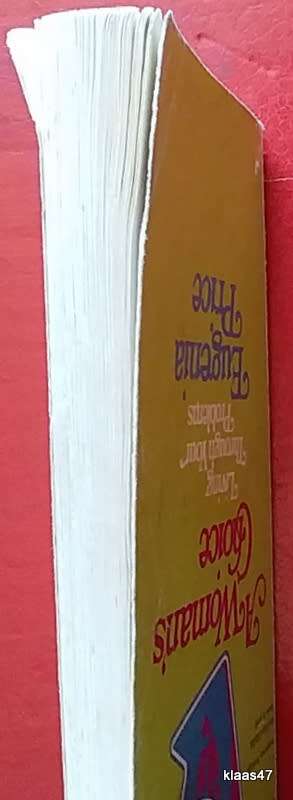 A Woman's
Choice
Living
Through Your
Problems
Eugenia
Price
klaas47